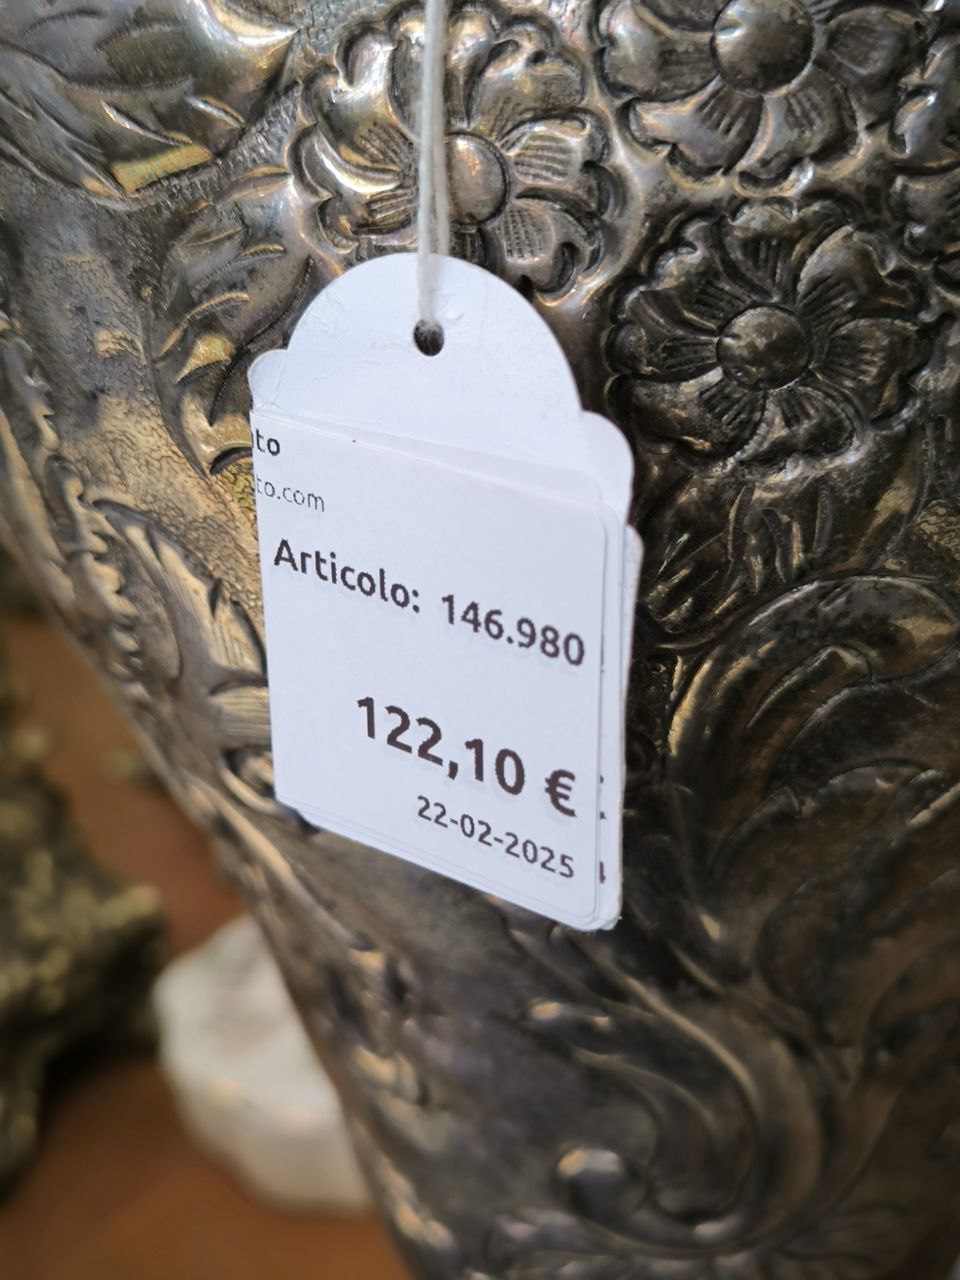 to
to.com
Articolo: 146.980
122,10 €
22-02-2025